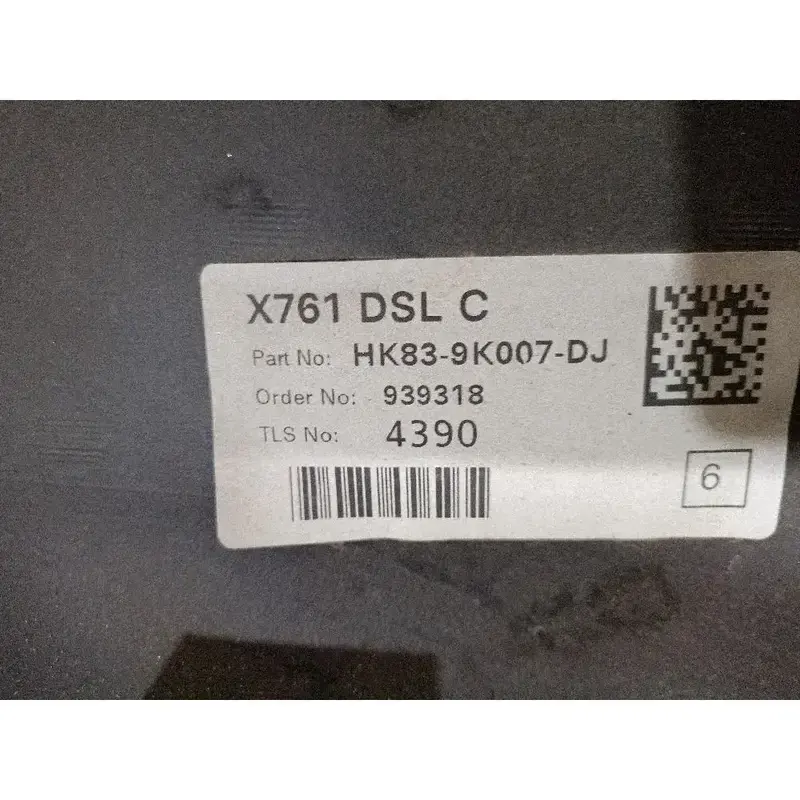 X761 DSL C
Part No: HK83-9K007-DJ
Order No: 939318
TLS No: 4390
6